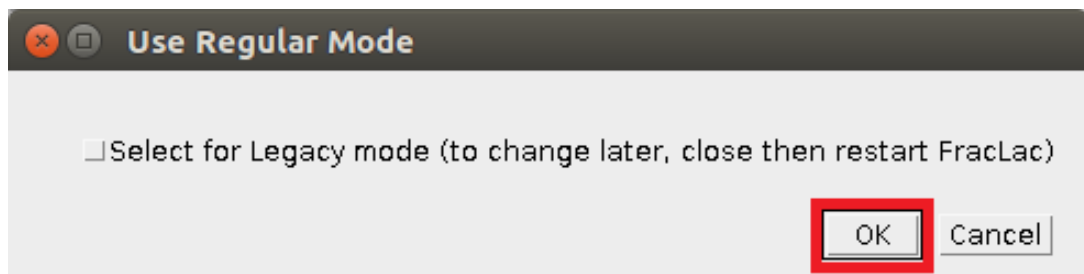 Use Regular Mode
Select for Legacy mode (to change later, close then restart FracLac)
OK Cancel